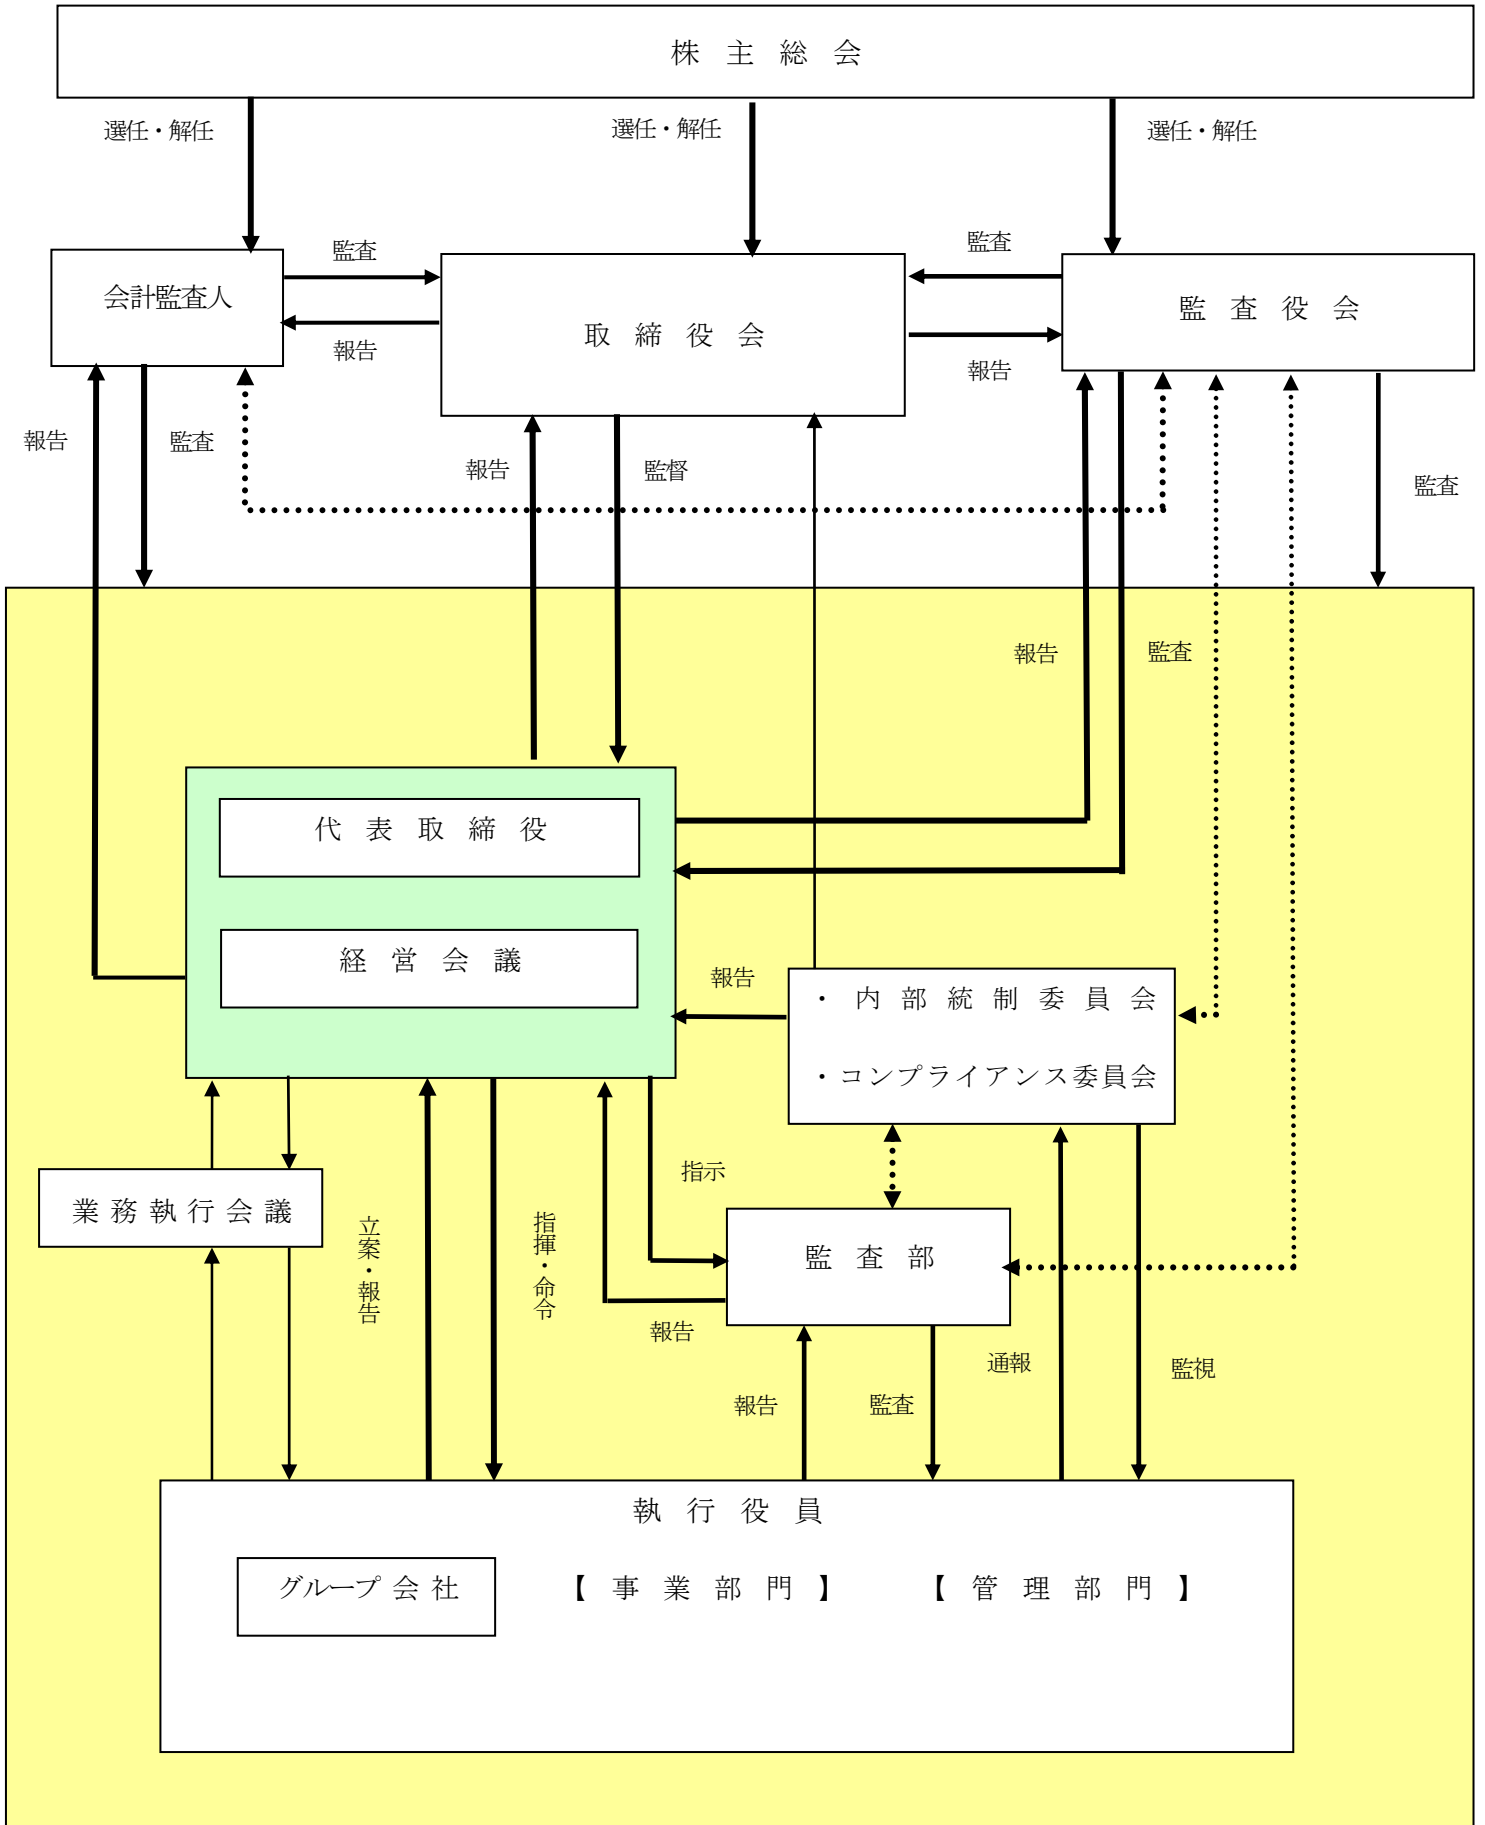 株主総会
選任・解任
選任・解任
選任・解任
会計監査人
監査
報告
取締役会
監査
報告
監査役会
報告
監査
報告
監督
監査
報告
監査
代表取締役
経営会議
報告
・内部統制委員会
・コンプライアンス委員会
指示
業務執行会議
立案・報告
指揮・命令
監査部
報告
報告
監査
通報
監視
執行役員
グループ会社
【事業部門】
【管理部門】